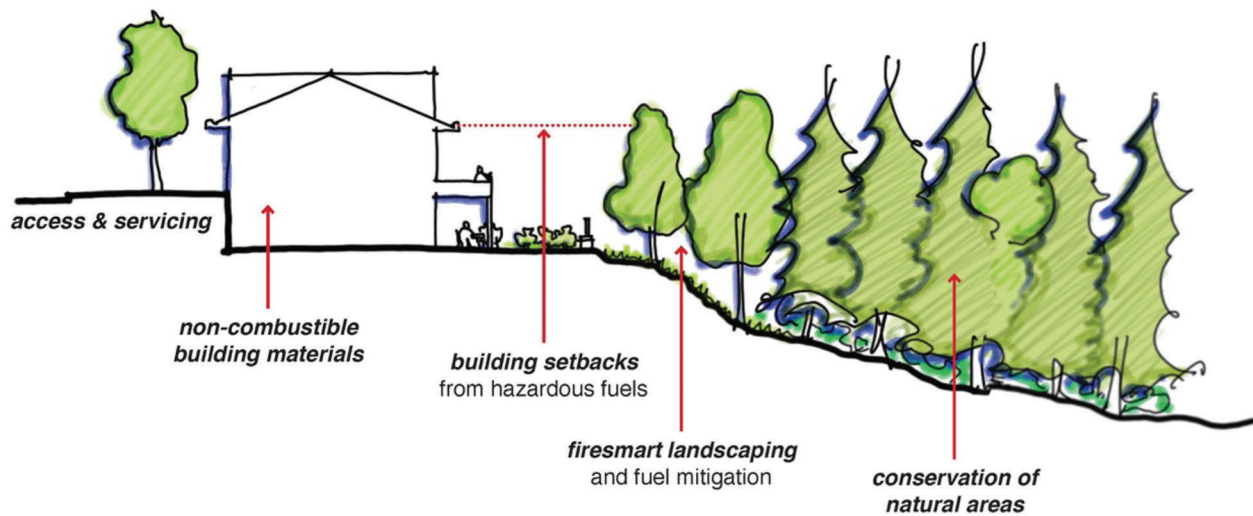 access & servicing
non-combustible
building materials
building setbacks
from hazardous fuels
firesmart landscaping
and fuel mitigation
conservation of
natural areas